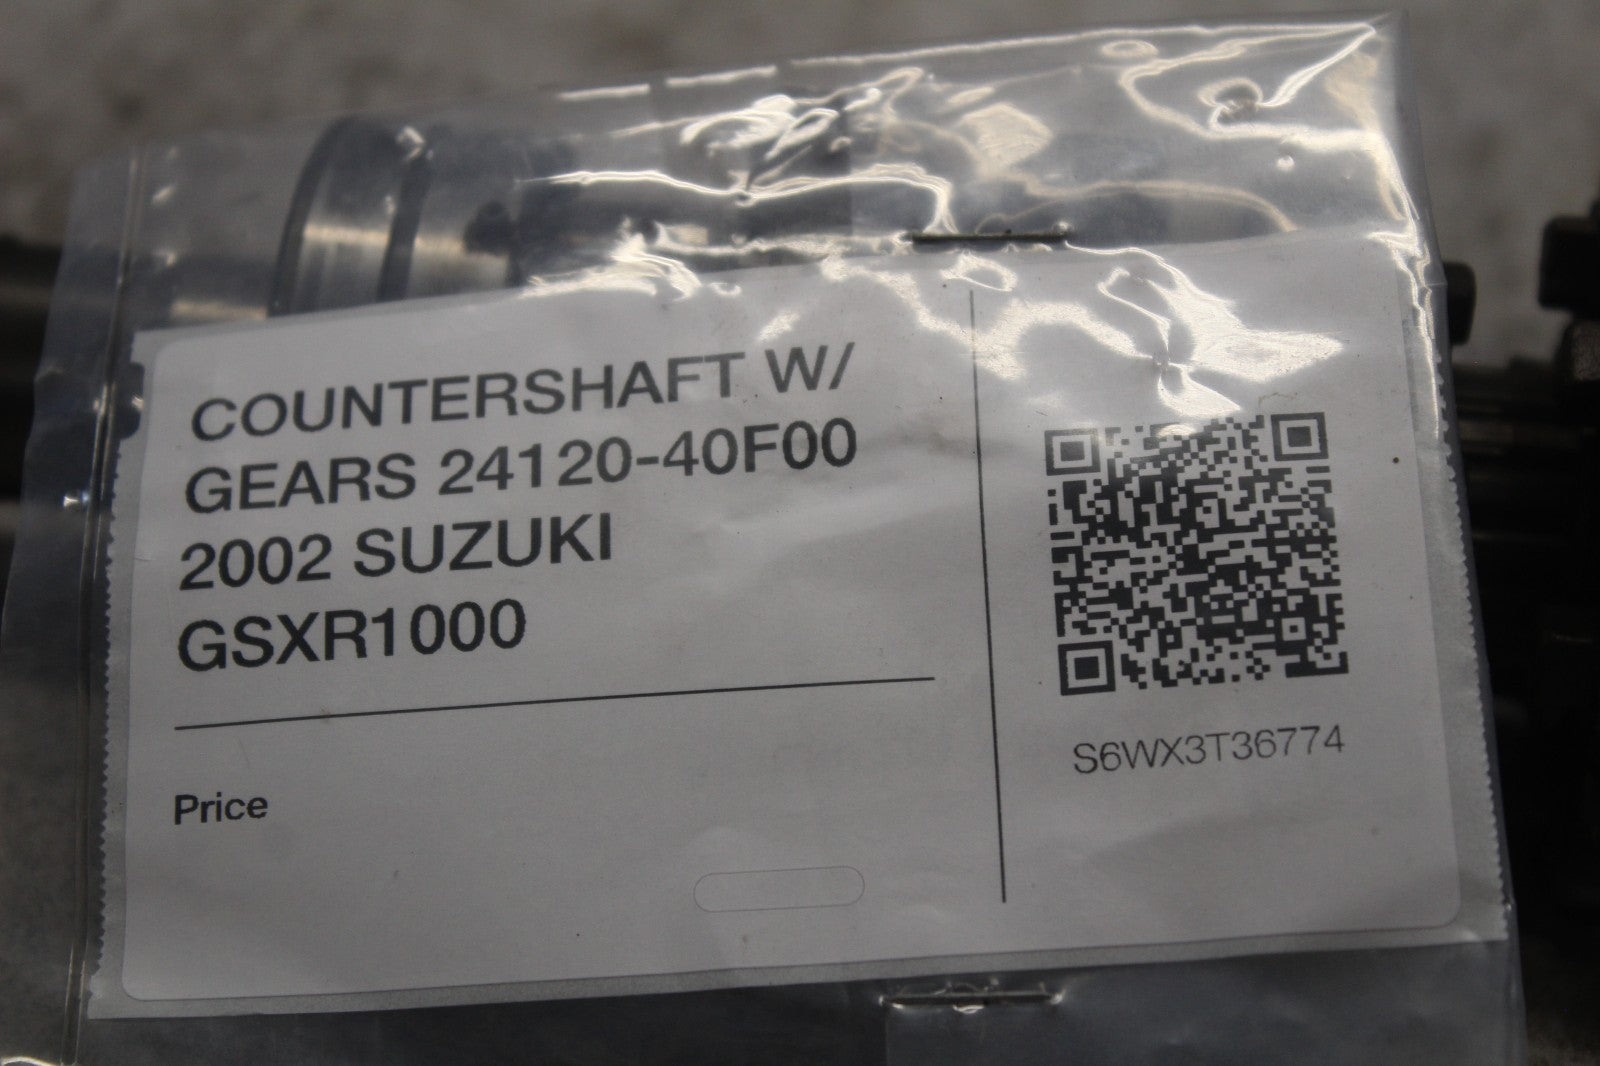 COUNTERSHAFT W/
GEARS 24120-40F00
2002 SUZUKI
GSXR1000
Price
S6WX3T36774